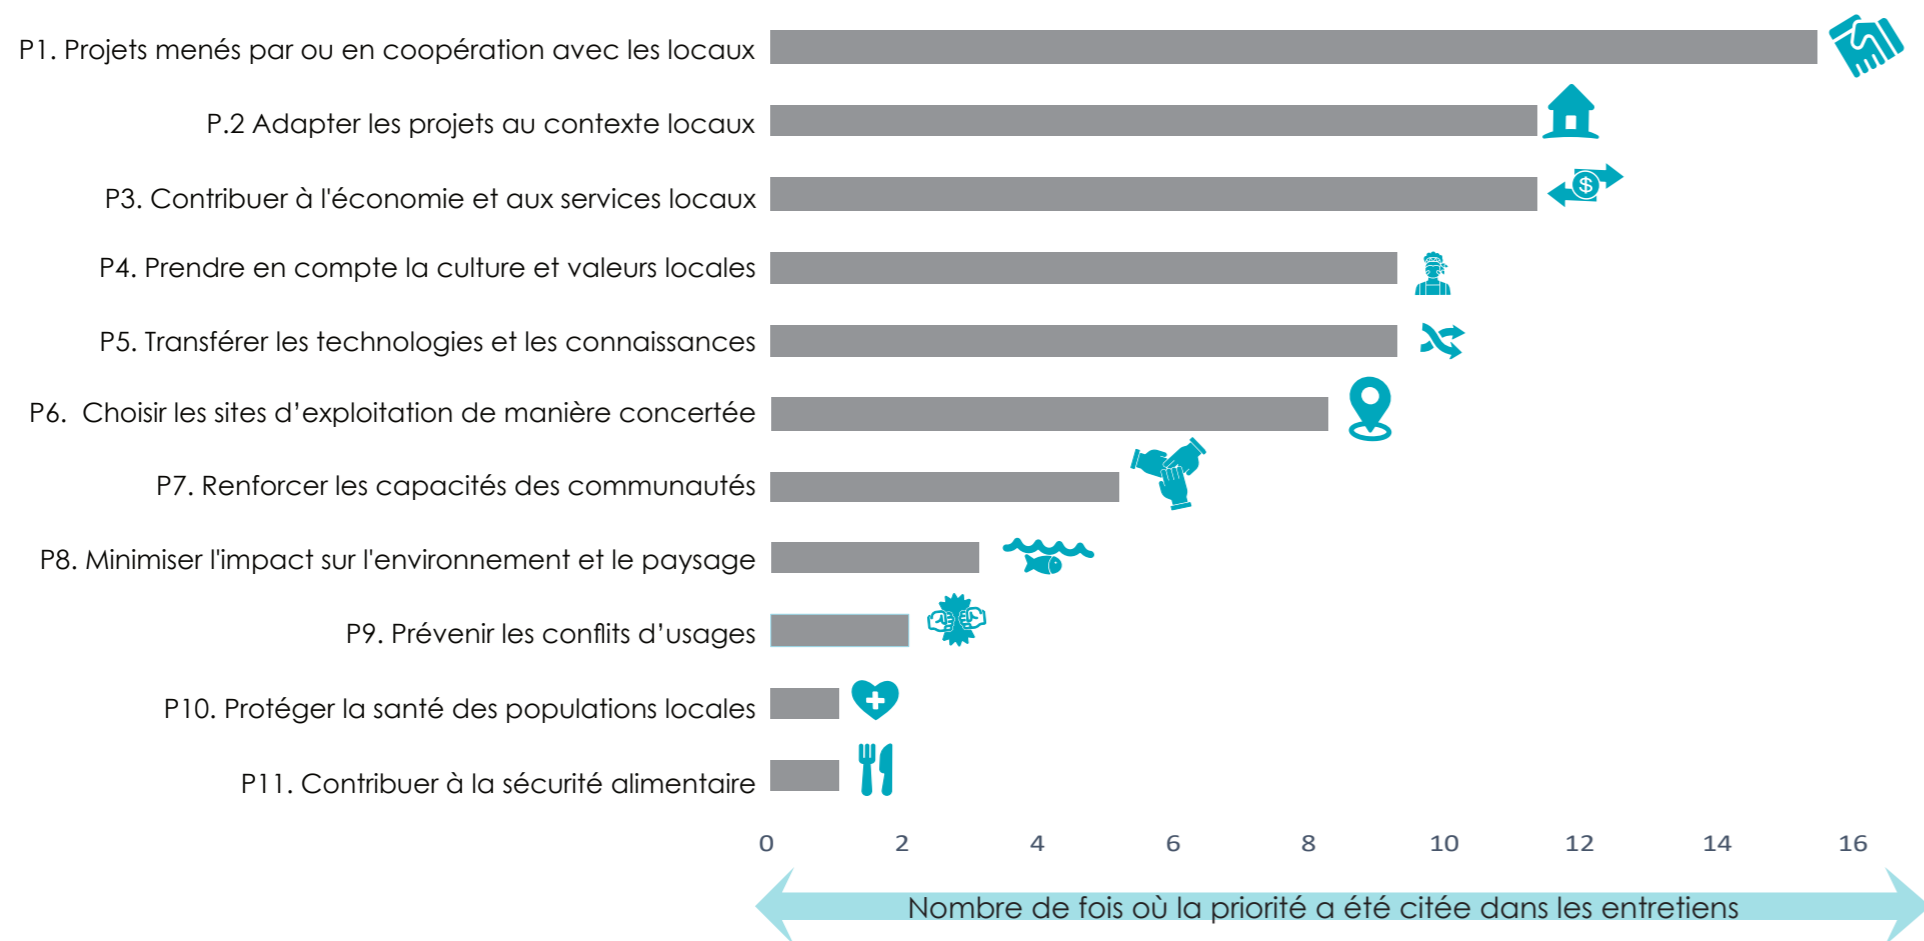 P1. Projets menés par ou en coopération avec les locaux
P.2 Adapter les projets au contexte locaux
P3. Contribuer à l'économie et aux services locaux
$
P4. Prendre en compte la culture et valeurs locales
P5. Transférer les technologies et les connaissances
P6. Choisir les sites d’exploitation de manière concertée
P7. Renforcer les capacités des communautés
P8. Minimiser l'impact sur l'environnement et le paysage
P9. Prévenir les conflits d’usages
P10. Protéger la santé des populations locales
P11. Contribuer à la sécurité alimentaire
0 2 4 6 8 10 12 14 16
Nombre de fois où la priorité a été citée dans les entretiens